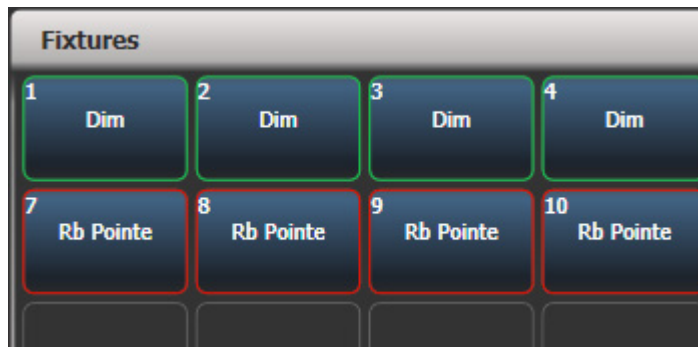 Fixtures
1 2 3 4
Dim Dim Dim Dim
7 8 9 10
Rb Pointe Rb Pointe Rb Pointe Rb Pointe